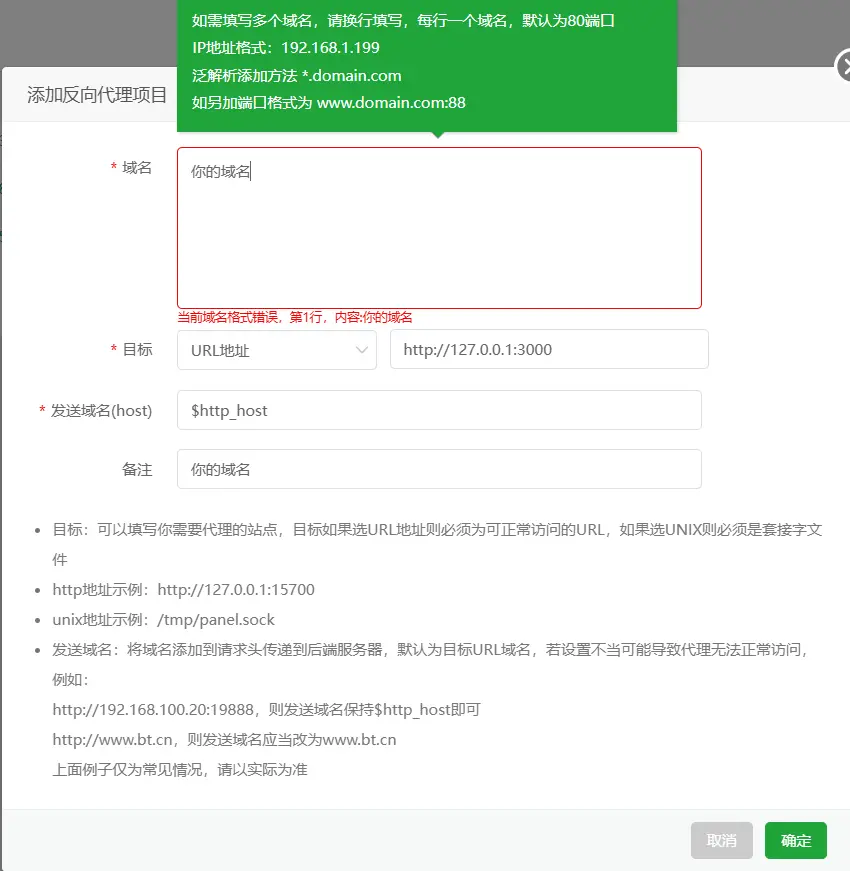 如需填写多个域名，请换行填写，每行一个域名，默认为80端口
IP地址格式：192.168.1.199
泛解析添加方法 *.domain.com
如另加端口格式为 www.domain.com:88
添加反向代理项目
* 域名
你的域名
当前域名格式错误，第1行，内容:你的域名
* 目标
URL地址
http://127.0.0.1:3000
* 发送域名(host)
$http_host
备注
你的域名
• 目标：可以填写你需要代理的站点，目标如果选URL地址则必须为可正常访问的URL，如果选UNIX则必须是套接字文
件
• http地址示例：http://127.0.0.1:15700
• unix地址示例：/tmp/panel.sock
• 发送域名：将域名添加到请求头传递到后端服务器，默认为目标URL域名，若设置不当可能导致代理无法正常访问，
例如：
http://192.168.100.20:19888，则发送域名保持$http_host即可
http://www.bt.cn，则发送域名应当改为www.bt.cn
上面例子仅为常见情况，请以实际为准
取消
确定